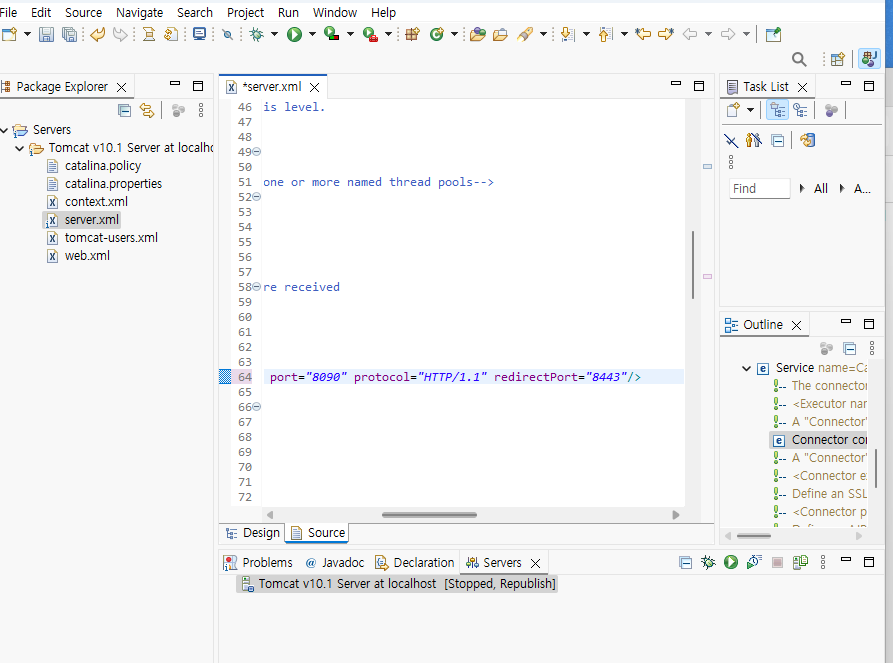 File Edit Source Navigate Search Project Run Window Help
Package Explorer
Servers
Tomcat v10.1 Server at localho
catalina.policy
catalina.properties
context.xml
server.xml
tomcat-users.xml
web.xml
*server.xml
46 is level.
47
48
49
50
51 one or more named thread pools-->
52
53
54
55
56
57
58 re received
59
60
61
62
63
64 port="8090" protocol="HTTP/1.1" redirectPort="8443"/>
65
66
67
68
69
70
71
72
Design Source
Task List
Find All A...
Outline
Service name=Ca
The connector
<Executor nar
A "Connector"
Connector cor
A "Connector"
<Connector e
Define an SSL
<Connector p
Problems @ Javadoc Declaration Servers
Tomcat v10.1 Server at localhost [Stopped, Republish]